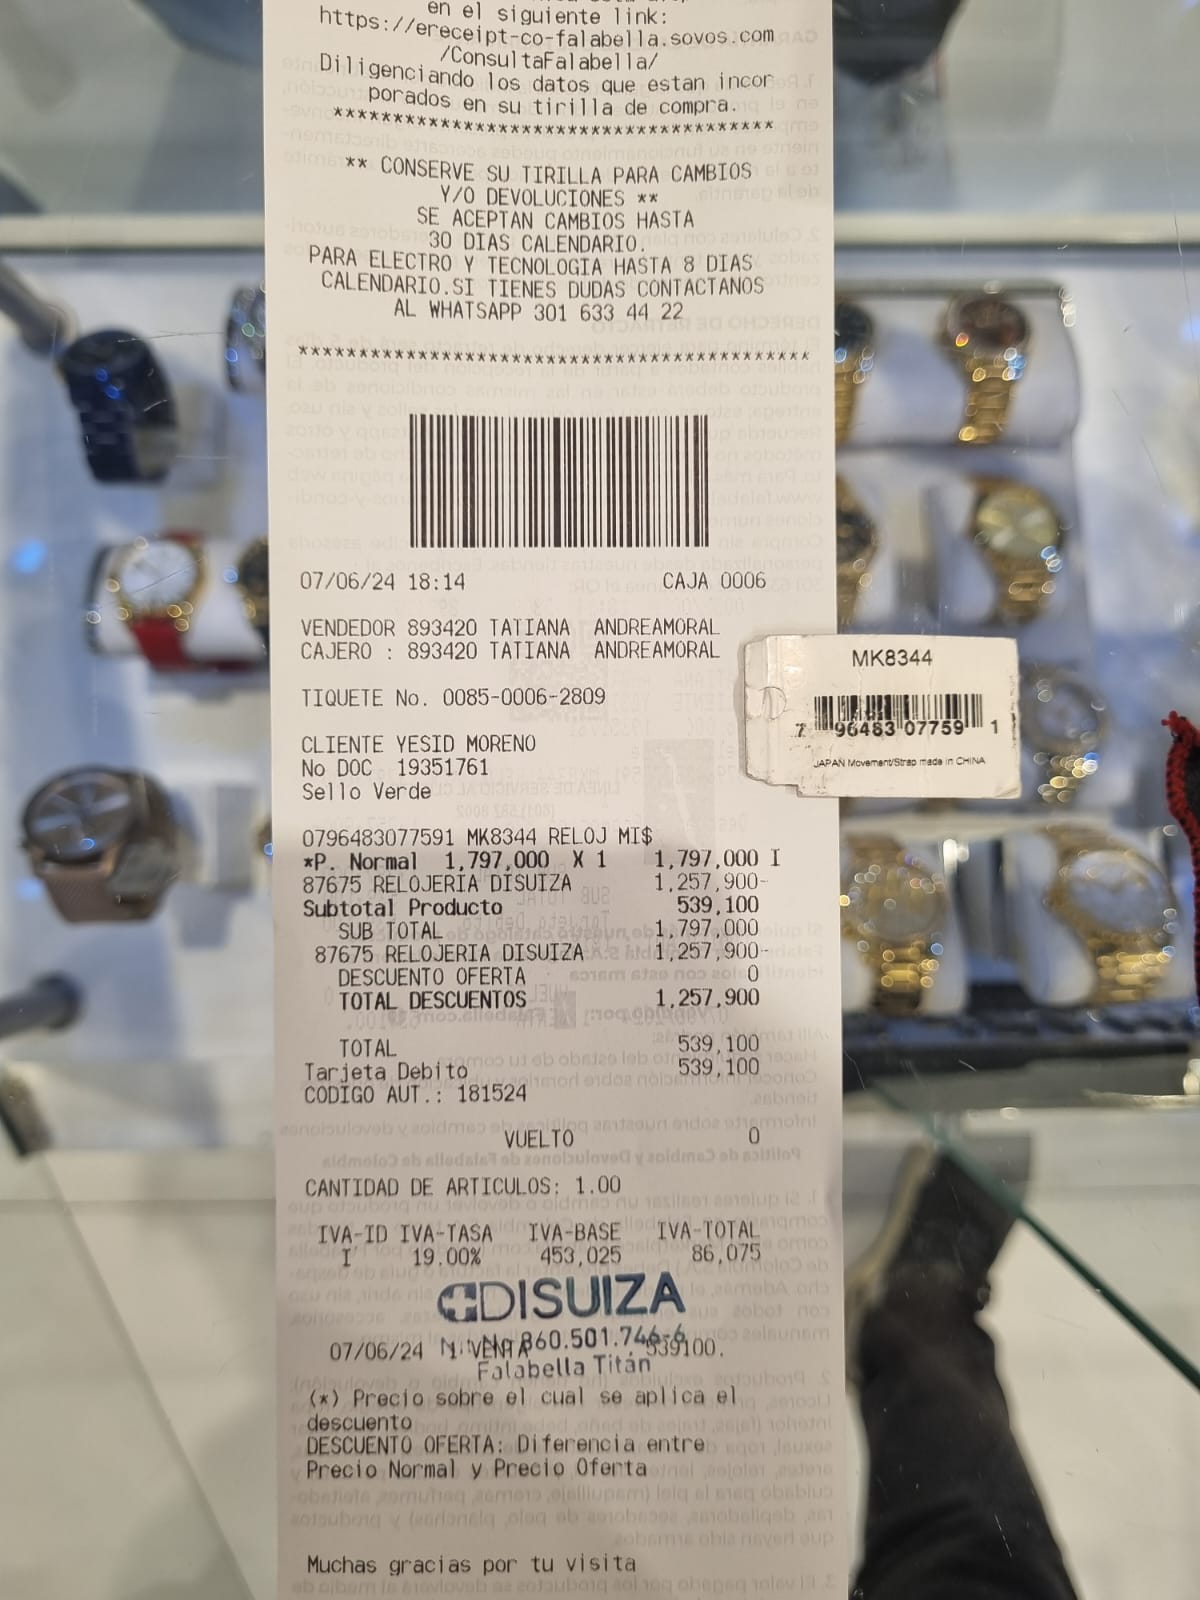 en el siguiente link:
https://ereceipt-co-falabella.sovos.com
/ConsultaFalabella/
Diligenciando los datos que estan incor
porados en su tirilla de compra.
****************************************
** CONSERVE SU TIRILLA PARA CAMBIOS
Y/O DEVOLUCIONES **
SE ACEPTAN CAMBIOS HASTA
30 DIAS CALENDARIO.
PARA ELECTRO Y TECNOLOGIA HASTA 8 DIAS
CALENDARIO.SI TIENES DUDAS CONTACTANOS
AL WHATSAPP 301 633 44 22
****************************************
07/06/24 18:14 CAJA 0006
VENDEDOR 893420 TATIANA ANDREAMORAL
CAJERO : 893420 TATIANA ANDREAMORAL
TIQUETE No. 0085-0006-2809
CLIENTE YESID MORENO
No DOC 19351761
Sello Verde
0796483077591 MK8344 RELOJ MI$
*P. Normal 1,797,000 X 1 1,797,000 I
87675 RELOJERIA DISUIZA 1,257,900-
Subtotal Producto 539,100
SUB TOTAL 1,797,000
87675 RELOJERIA DISUIZA 1,257,900-
DESCUENTO OFERTA 0
TOTAL DESCUENTOS 1,257,900
TOTAL 539,100
Tarjeta Debito 539,100
CODIGO AUT.: 181524
VUELTO 0
CANTIDAD DE ARTICULOS: 1.00
IVA-ID IVA-TASA IVA-BASE IVA-TOTAL
I 19.00% 453,025 86,075
DISUIZA
860.501.746-6
07/06/24 VENTA 539100.
Falabella Titán
(*) Precio sobre el cual se aplica el
descuento
DESCUENTO OFERTA: Diferencia entre
Precio Normal y Precio Oferta
Muchas gracias por tu visita
MK8344
7 96483 07759 1
JAPAN Movement/Strap made in CHINA